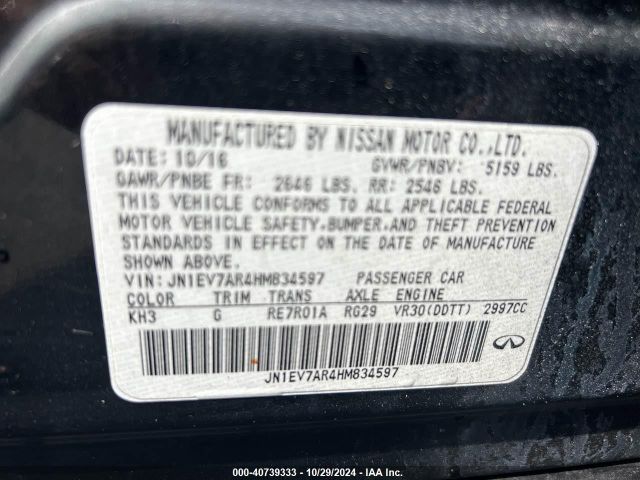 MANUFACTURED BY NISSAN MOTOR CO.,LTD.
DATE: 10/16 GVWR/PNBV: 5159 LBS.
GAWR/PNBE FR: 2646 LBS. RR: 2546 LBS.
THIS VEHICLE CONFORMS TO ALL APPLICABLE FEDERAL
MOTOR VEHICLE SAFETY,BUMPER,AND THEFT PREVENTION
STANDARDS IN EFFECT ON THE DATE OF MANUFACTURE
SHOWN ABOVE.
VIN: JN1EV7AR4HM834597 PASSENGER CAR
COLOR TRIM TRANS AXLE ENGINE
KH3 G RE7R01A RG29 VR30(DDTT) 2997CC
JN1EV7AR4HM834597
000-40739333 - 10/29/2024 - IAA Inc.